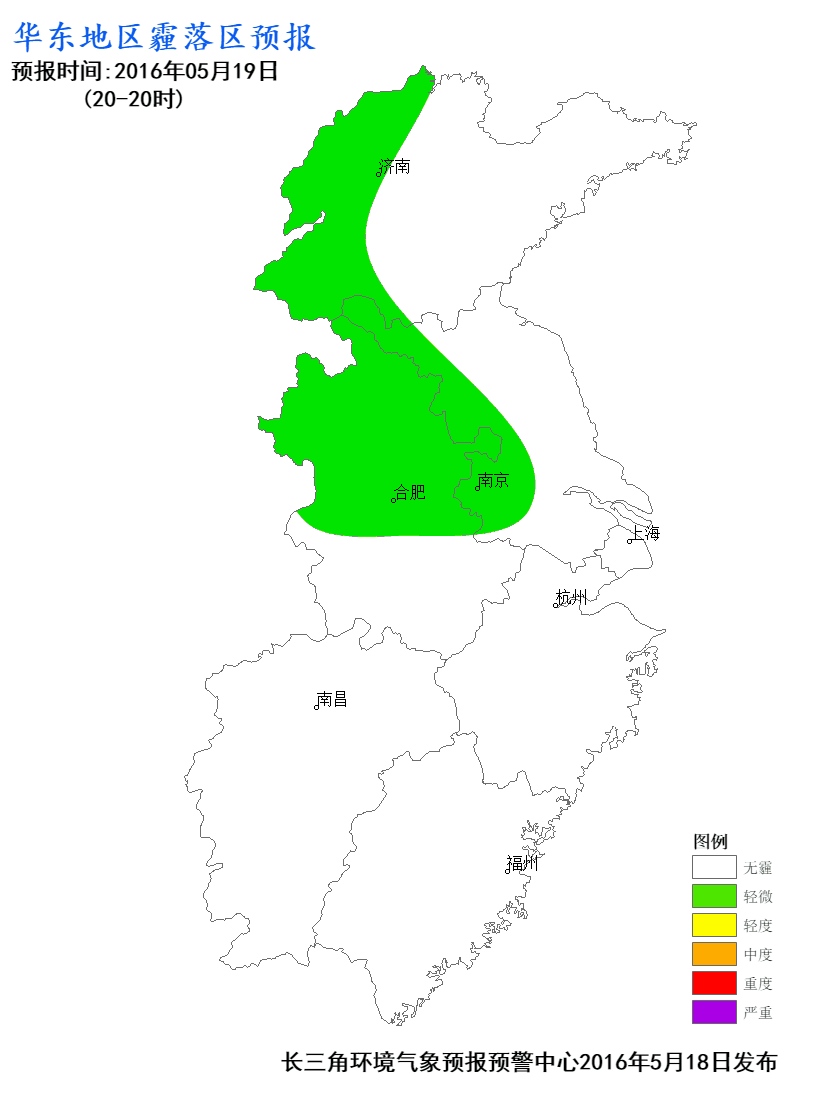 华东地区霾落区预报
预报时间:2016年05月19日
(20-20时)
济南
南京
合肥
上海
杭州
南昌
福州
图例
无霾
轻微
轻度
中度
重度
严重
长三角环境气象预报预警中心2016年5月18日发布